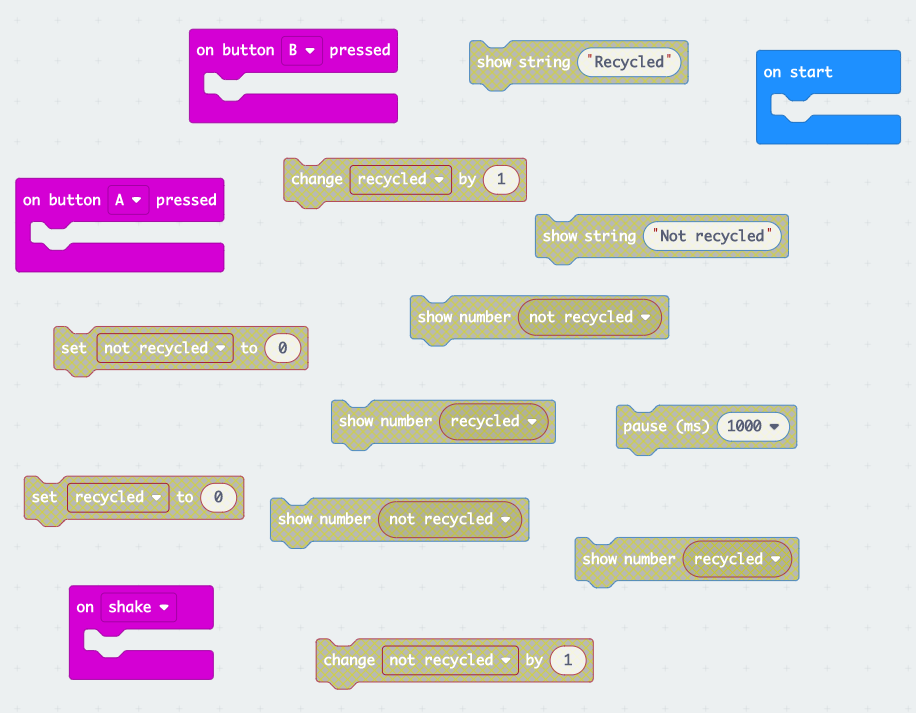 on button B pressed
show string "Recycled"
on start
change recycled by 1
on button A pressed
show string "Not recycled"
show number not recycled
set not recycled to 0
show number recycled
pause (ms) 1000
set recycled to 0
show number not recycled
show number recycled
on shake
change not recycled by 1